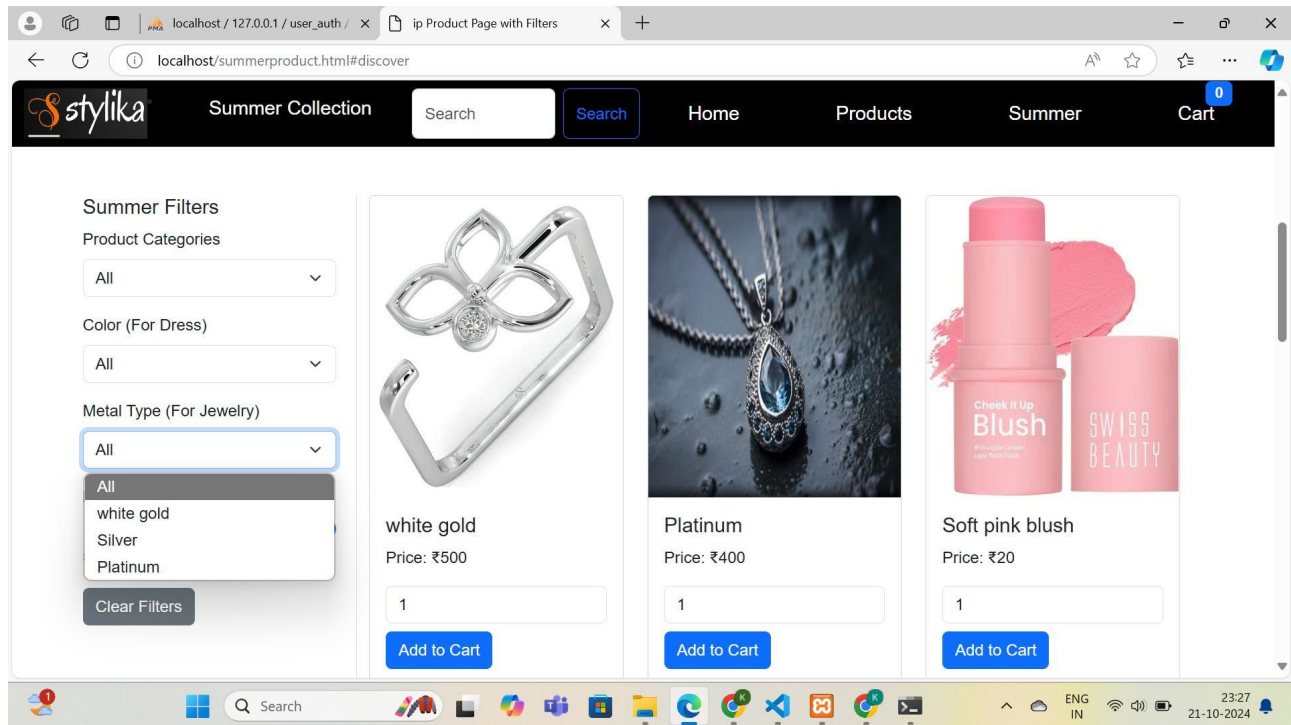 localhost / 127.0.0.1 / user_auth /
ip Product Page with Filters
localhost/summerproduct.html#discover
stylika
Summer Collection
Search
Search
Home
Products
Summer
Cart
0
Summer Filters
Product Categories
All
Color (For Dress)
All
Metal Type (For Jewelry)
All
All
white gold
Silver
Platinum
Clear Filters
white gold
Price: ₹500
1
Add to Cart
Platinum
Price: ₹400
1
Add to Cart
Cheek It Up
Blush
SWISS
BEAUTY
Soft pink blush
Price: ₹20
1
Add to Cart
1
Search
ENG
IN
23:27
21-10-2024